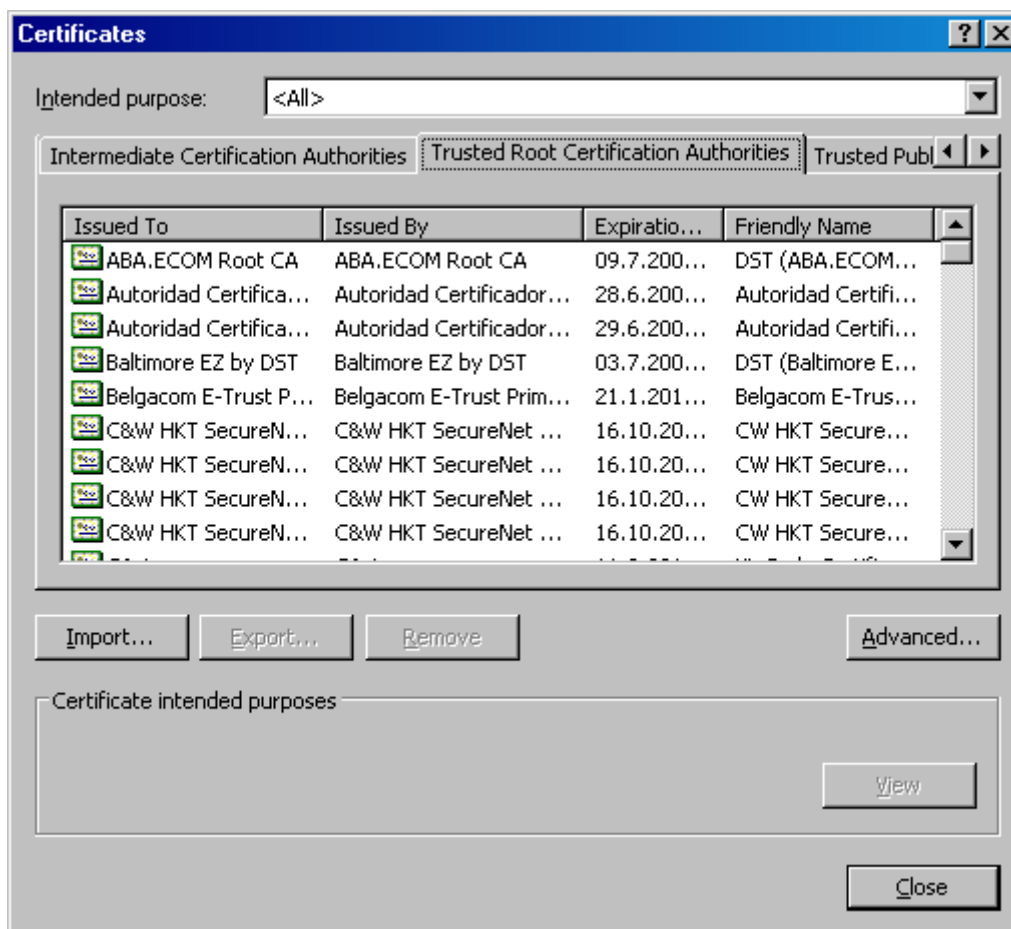 Certificates
Intended purpose: <All>
Intermediate Certification Authorities Trusted Root Certification Authorities Trusted Publ
Issued To Issued By Expiratio... Friendly Name
ABA.ECOM Root CA ABA.ECOM Root CA 09.7.200... DST (ABA.ECOM...
Autoridad Certifica... Autoridad Certificador... 28.6.200... Autoridad Certifi...
Autoridad Certifica... Autoridad Certificador... 29.6.200... Autoridad Certifi...
Baltimore EZ by DST Baltimore EZ by DST 03.7.200... DST (Baltimore E...
Belgacom E-Trust P... Belgacom E-Trust Prim... 21.1.201... Belgacom E-Trus...
C&W HKT SecureN... C&W HKT SecureNet ... 16.10.20... CW HKT Secure...
C&W HKT SecureN... C&W HKT SecureNet ... 16.10.20... CW HKT Secure...
C&W HKT SecureN... C&W HKT SecureNet ... 16.10.20... CW HKT Secure...
C&W HKT SecureN... C&W HKT SecureNet ... 16.10.20... CW HKT Secure...
Import... Export... Remove Advanced...
Certificate intended purposes
View
Close